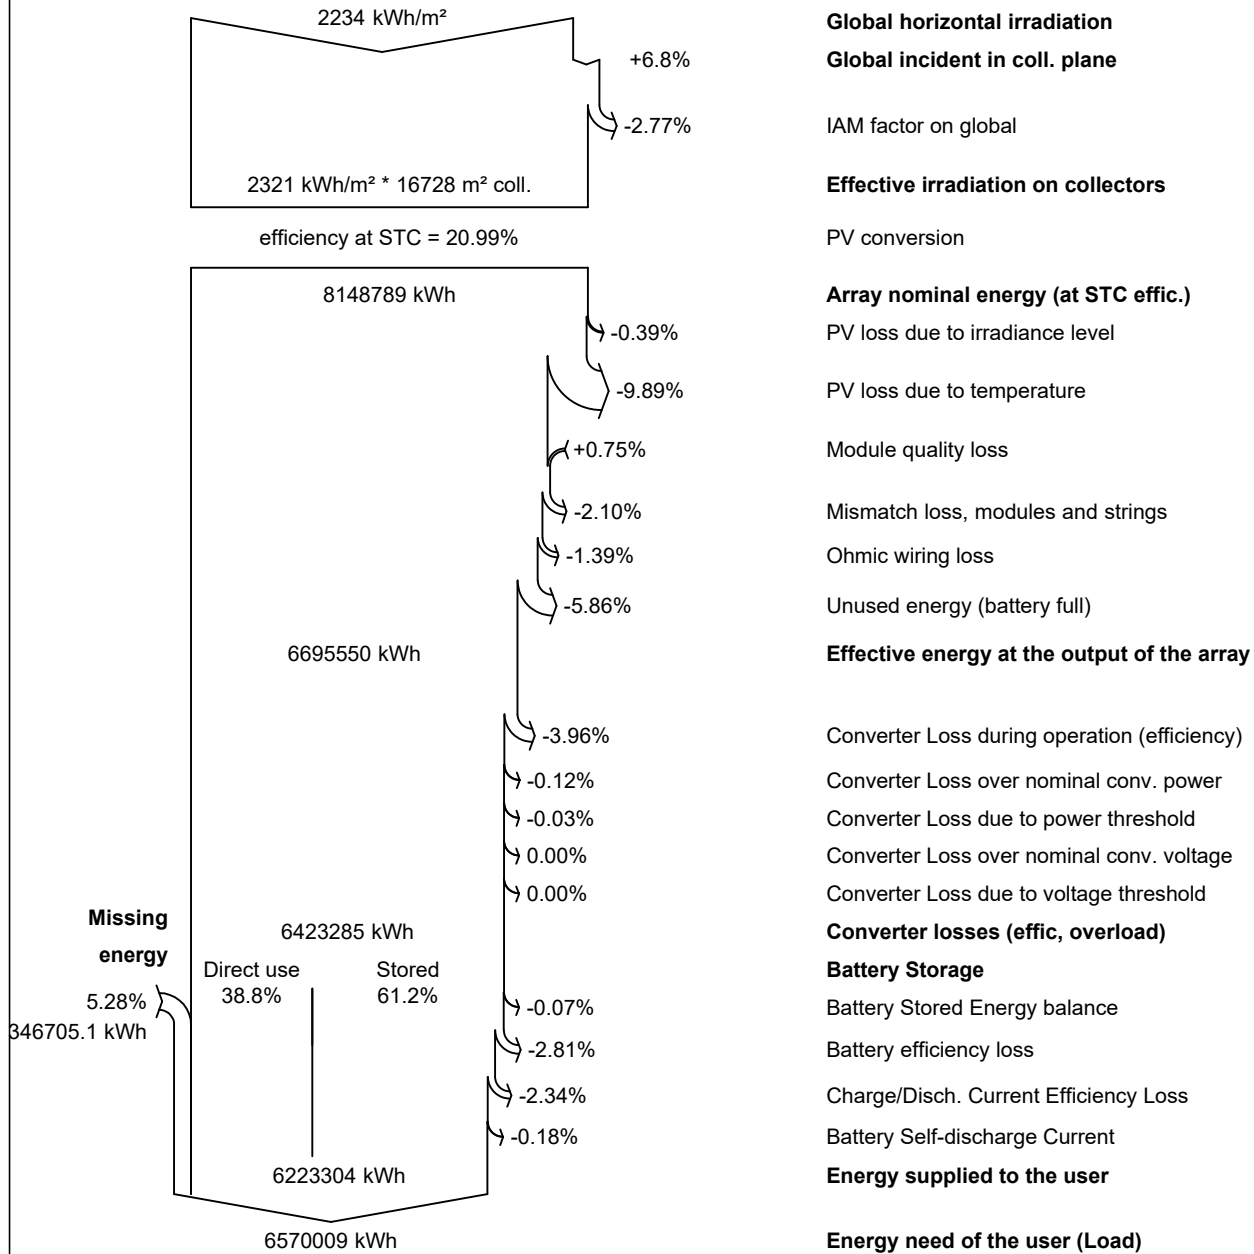 2234 kWh/m² Global horizontal irradiation
+6.8% Global incident in coll. plane
-2.77% IAM factor on global
2321 kWh/m² * 16728 m² coll. Effective irradiation on collectors
efficiency at STC = 20.99% PV conversion
8148789 kWh Array nominal energy (at STC effic.)
-0.39% PV loss due to irradiance level
-9.89% PV loss due to temperature
+0.75% Module quality loss
-2.10% Mismatch loss, modules and strings
-1.39% Ohmic wiring loss
-5.86% Unused energy (battery full)
6695550 kWh Effective energy at the output of the array
-3.96% Converter Loss during operation (efficiency)
-0.12% Converter Loss over nominal conv. power
-0.03% Converter Loss due to power threshold
0.00% Converter Loss over nominal conv. voltage
0.00% Converter Loss due to voltage threshold
Missing
energy
6423285 kWh Converter losses (effic, overload)
Direct use Stored Battery Storage
38.8% 61.2%
5.28% -0.07% Battery Stored Energy balance
346705.1 kWh
-2.81% Battery efficiency loss
-2.34% Charge/Disch. Current Efficiency Loss
-0.18% Battery Self-discharge Current
6223304 kWh Energy supplied to the user
6570009 kWh Energy need of the user (Load)